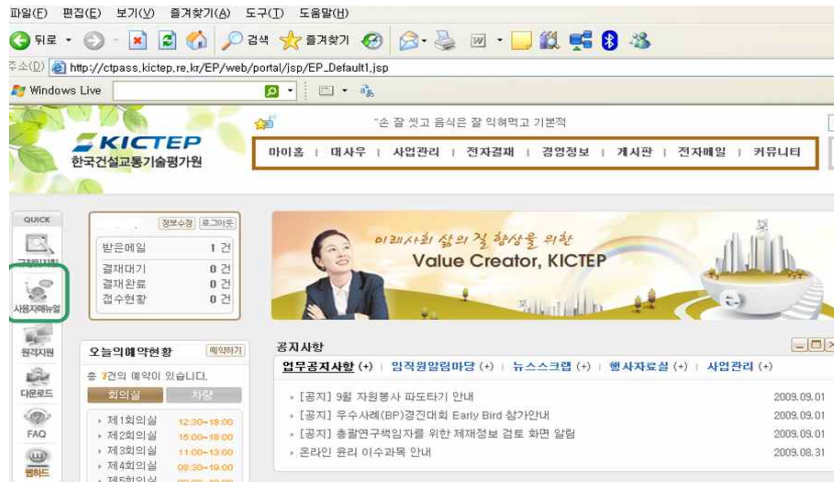 파일(F) 편집(E) 보기(V) 즐겨찾기(A) 도구(T) 도움말(H)
뒤로 검색 즐겨찾기
주소(D) http://ctpass.kictep.re.kr/EP/web/portal/jsp/EP_Default1.jsp
Windows Live
"손 잘 씻고 음식은 잘 익혀먹고 기본적
KICTEP
한국건설교통기술평가원
마이홈 | 대사우 | 사업관리 | 전자결재 | 경영정보 | 게시판 | 전자메일 | 커뮤니티
QUICK
사용자매뉴얼
원격지원
다운로드
FAQ
웹하드
정보수정 로그아웃
받은메일 1 건
결재대기 0 건
결재완료 0 건
접수현황 0 건
미래사회 삶의 질 향상을 위한
Value Creator, KICTEP
오늘의예약현황 예약하기
총 7건의 예약이 있습니다.
회의실 차량
제1회의실 12:30~18:00
제2회의실 15:00~18:00
제3회의실 11:00~13:00
제4회의실 08:30~19:00
제5회의실
공지사항
업무공지사항 (+) | 임직원알림마당 (+) | 뉴스스크랩 (+) | 행사자료실 (+) | 사업관리 (+)
[공지] 9월 자원봉사 파도타기 안내 2009.09.01
[공지] 우수사례(BP)경진대회 Early Bird 참가안내 2009.09.01
[공지] 총괄연구책임자를 위한 제재정보 검토 화면 알림 2009.09.01
온라인 윤리 이수과목 안내 2009.08.31